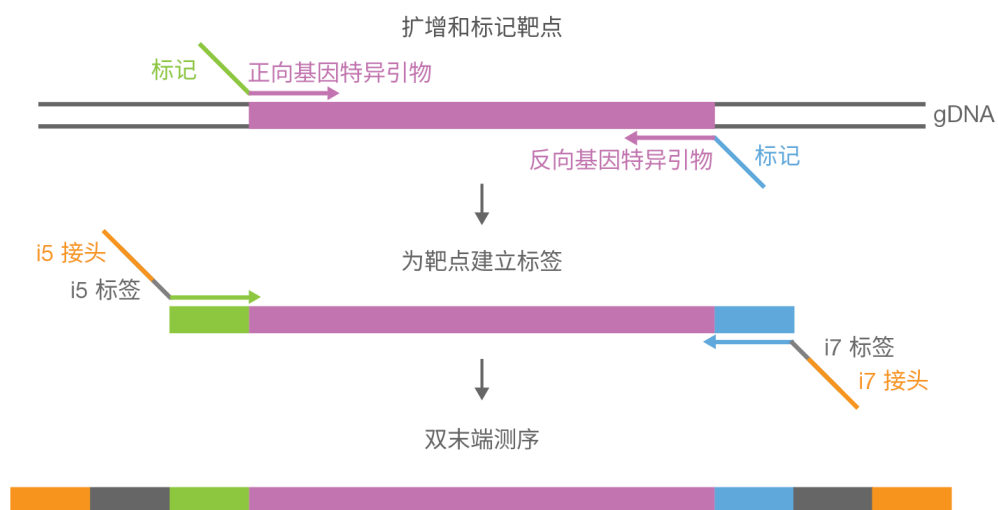 扩增和标记靶点
标记
正向基因特异引物
gDNA
反向基因特异引物
标记
为靶点建立标签
i5 接头
i5 标签
i7 标签
i7 接头
双末端测序